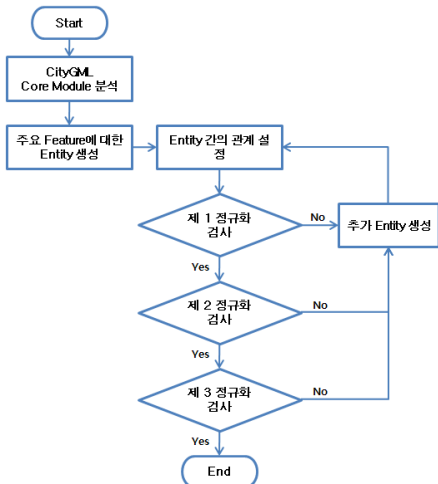 Start
CityGML
Core Module 분석
주요 Feature에 대한
Entity 생성
Entity 간의 관계 설
정
제 1 정규화
검사
No
추가 Entity 생성
Yes
제 2 정규화
검사
No
Yes
제 3 정규화
검사
No
Yes
End